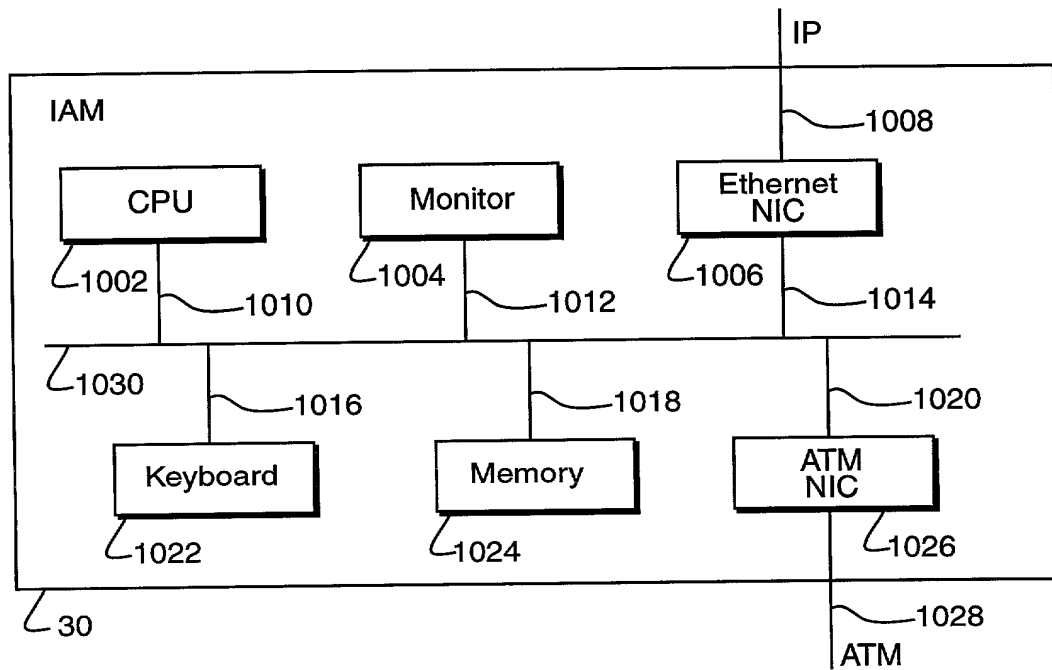 IP
IAM
1008
CPU
Monitor
Ethernet
NIC
1002
1004
1006
1010
1012
1014
1030
1016
1018
1020
Keyboard
Memory
ATM
NIC
1022
1024
1026
30
1028
ATM